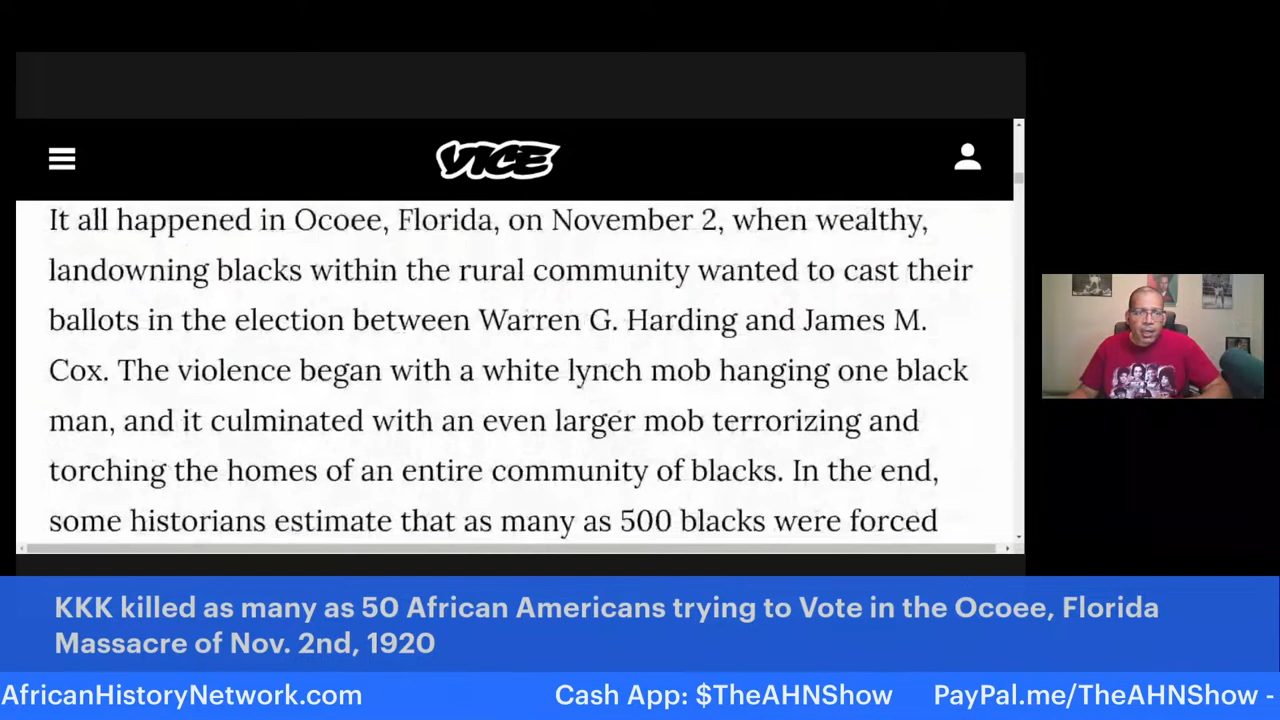 VICE
It all happened in Ocoee, Florida, on November 2, when wealthy,
landowning blacks within the rural community wanted to cast their
ballots in the election between Warren G. Harding and James M.
Cox. The violence began with a white lynch mob hanging one black
man, and it culminated with an even larger mob terrorizing and
torching the homes of an entire community of blacks. In the end,
some historians estimate that as many as 500 blacks were forced
KKK killed as many as 50 African Americans trying to Vote in the Ocoee, Florida
Massacre of Nov. 2nd, 1920
AfricanHistoryNetwork.com Cash App: $TheAHNShow PayPal.me/TheAHNShow -